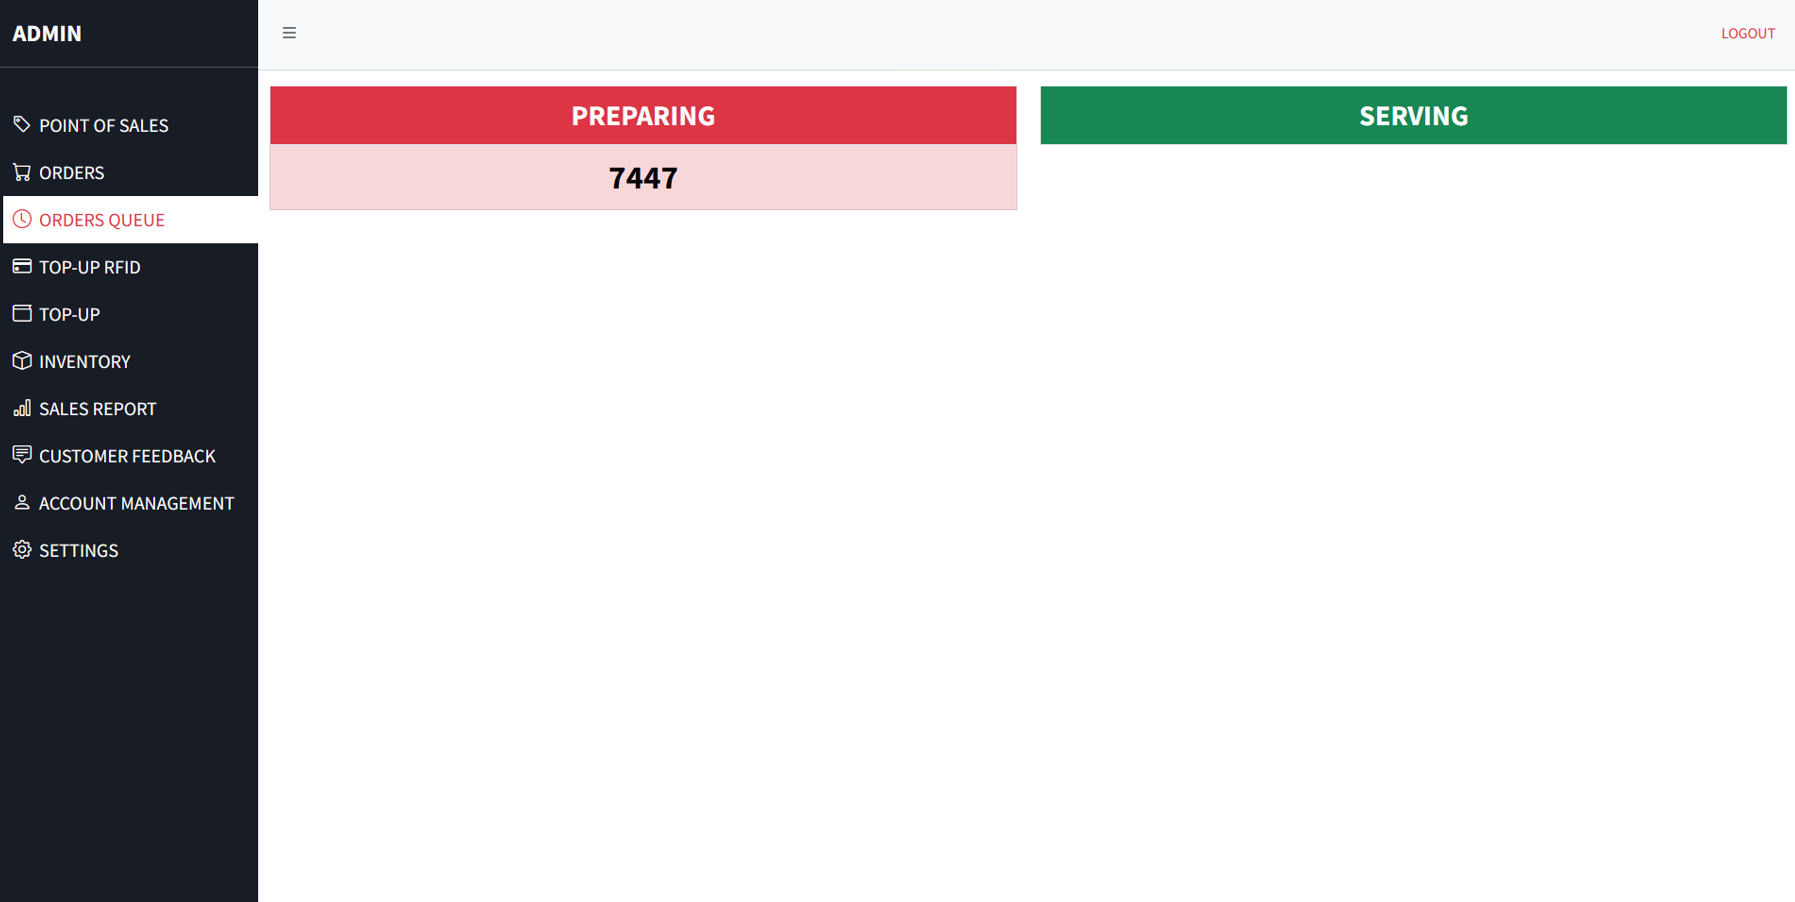 ADMIN
LOGOUT
POINT OF SALES
ORDERS
ORDERS QUEUE
TOP-UP RFID
TOP-UP
INVENTORY
SALES REPORT
CUSTOMER FEEDBACK
ACCOUNT MANAGEMENT
SETTINGS
PREPARING
7447
SERVING